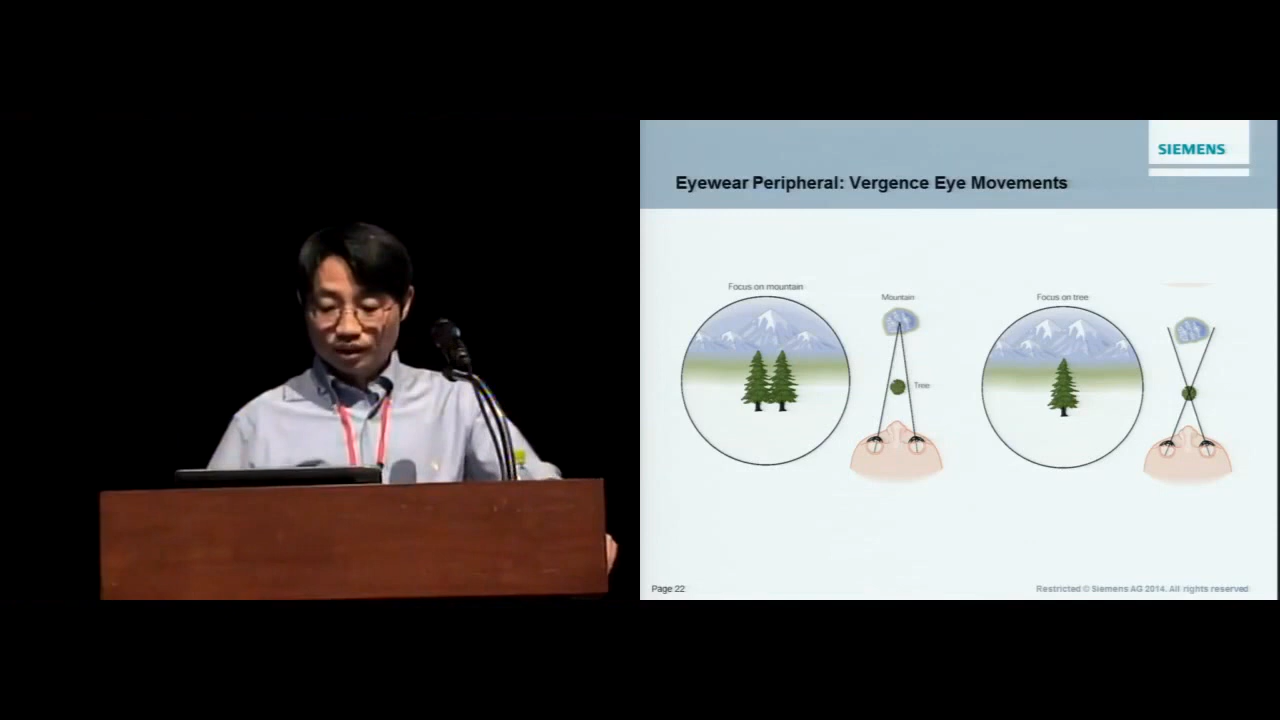 SIEMENS
Eyewear Peripheral: Vergence Eye Movements
Focus on mountain
Mountain
Tree
Focus on tree
Page 22
Restricted © Siemens AG 2014. All rights reserved